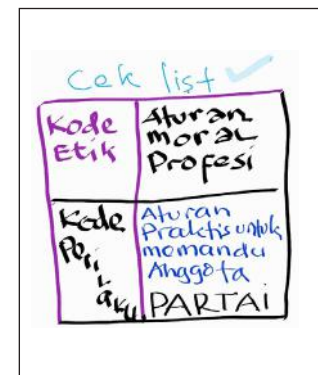 Cek list
Kode
Etik
Aturan
moral
Profesi
Kode
Perilaku.
Aturan
Praktis untuk
memandu
Anggota
PARTAI